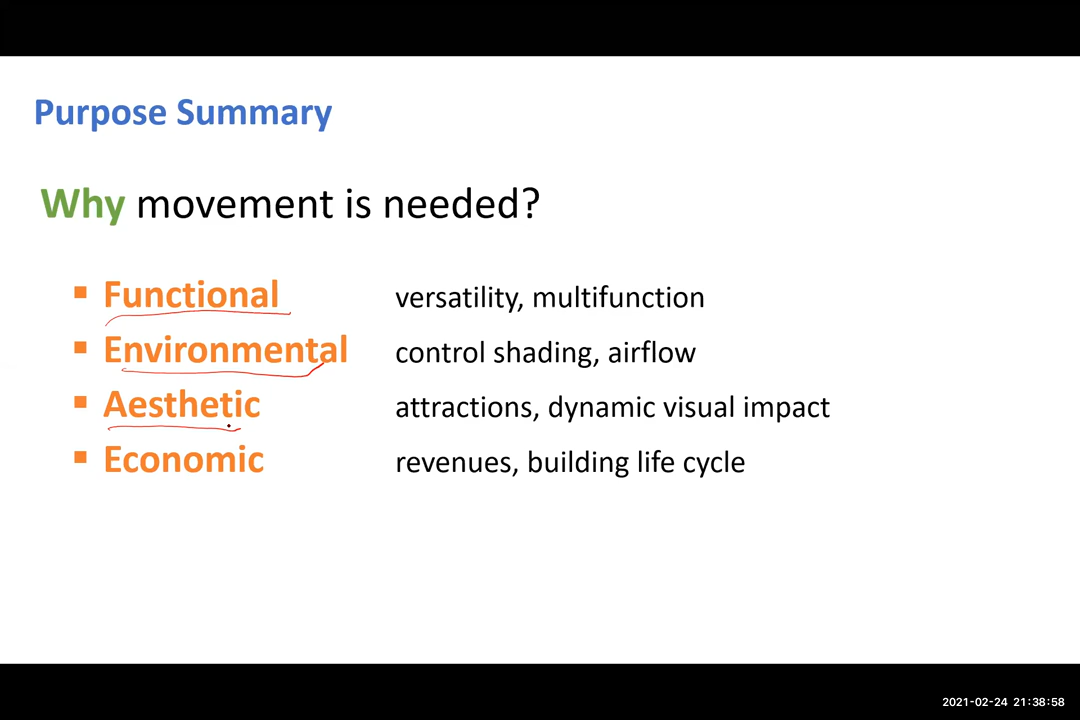 Purpose Summary
Why movement is needed?
▪ Functional versatility, multifunction
▪ Environmental control shading, airflow
▪ Aesthetic attractions, dynamic visual impact
▪ Economic revenues, building life cycle
2021-02-24 21:38:58